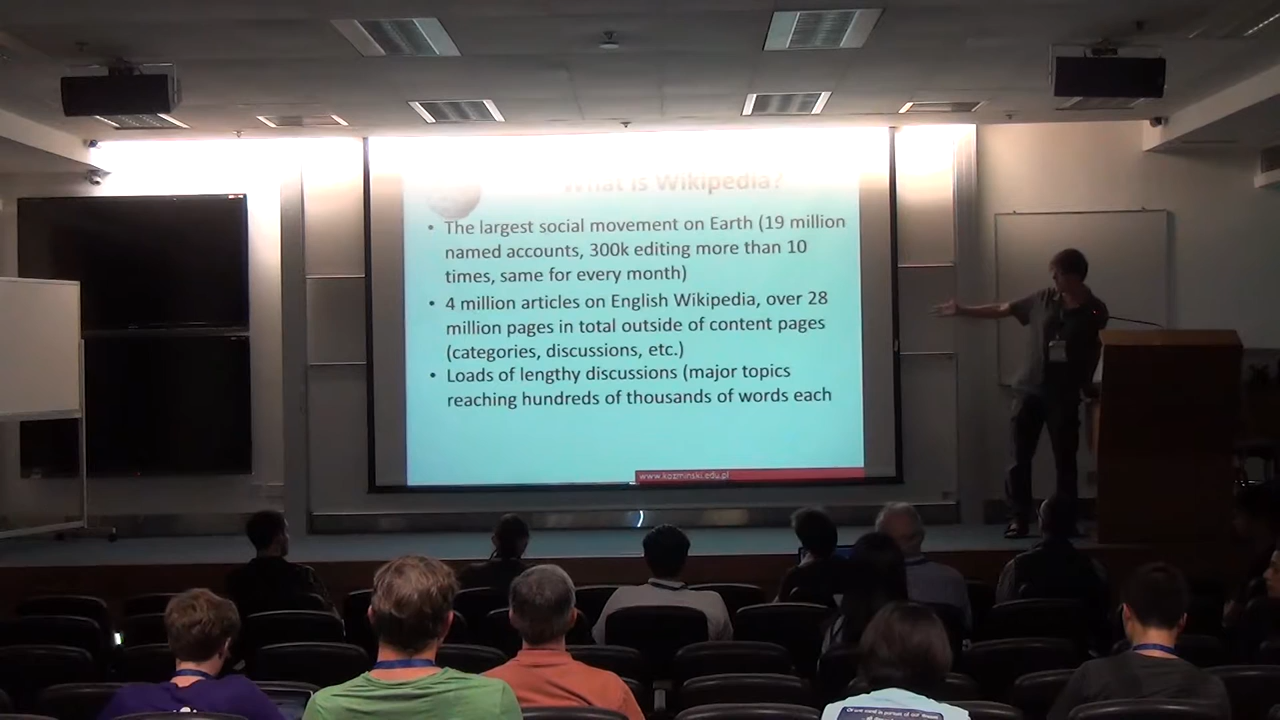 What is Wikipedia?
• The largest social movement on Earth (19 million
named accounts, 300k editing more than 10
times, same for every month)
• 4 million articles on English Wikipedia, over 28
million pages in total outside of content pages
(categories, discussions, etc.)
• Loads of lengthy discussions (major topics
reaching hundreds of thousands of words each
www.kozminski.edu.pl